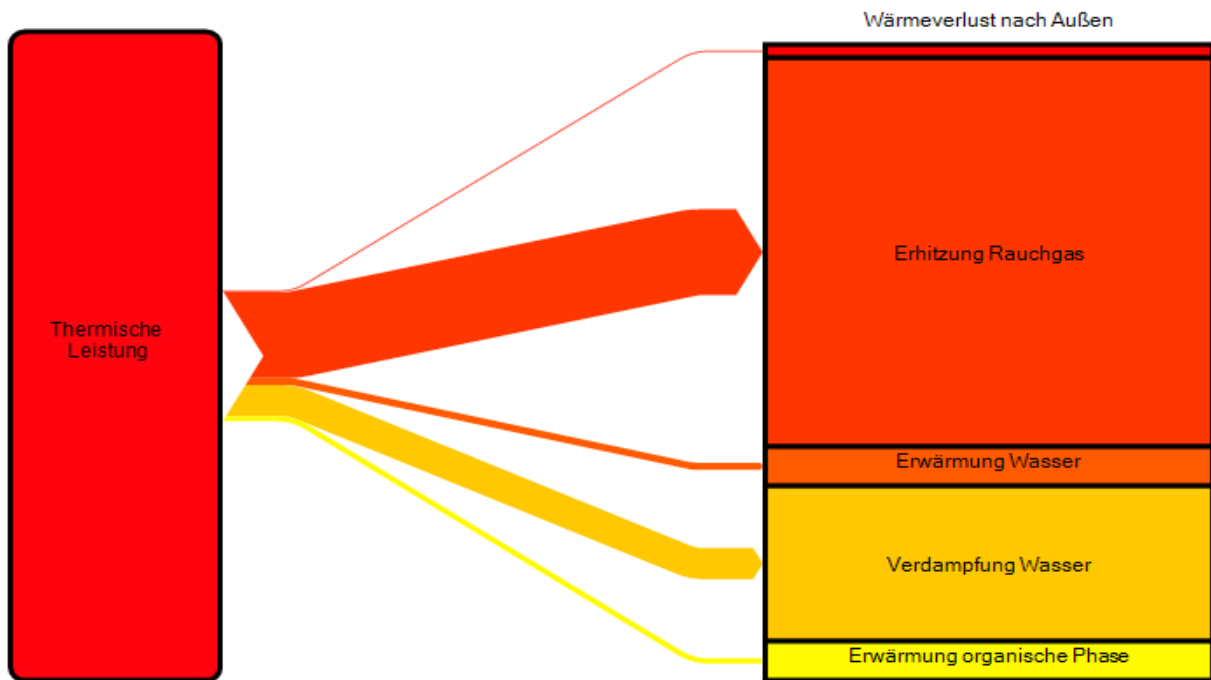 Wärmeverlust nach Außen
Thermische
Leistung
Erhitzung Rauchgas
Erwärmung Wasser
Verdampfung Wasser
Erwärmung organische Phase